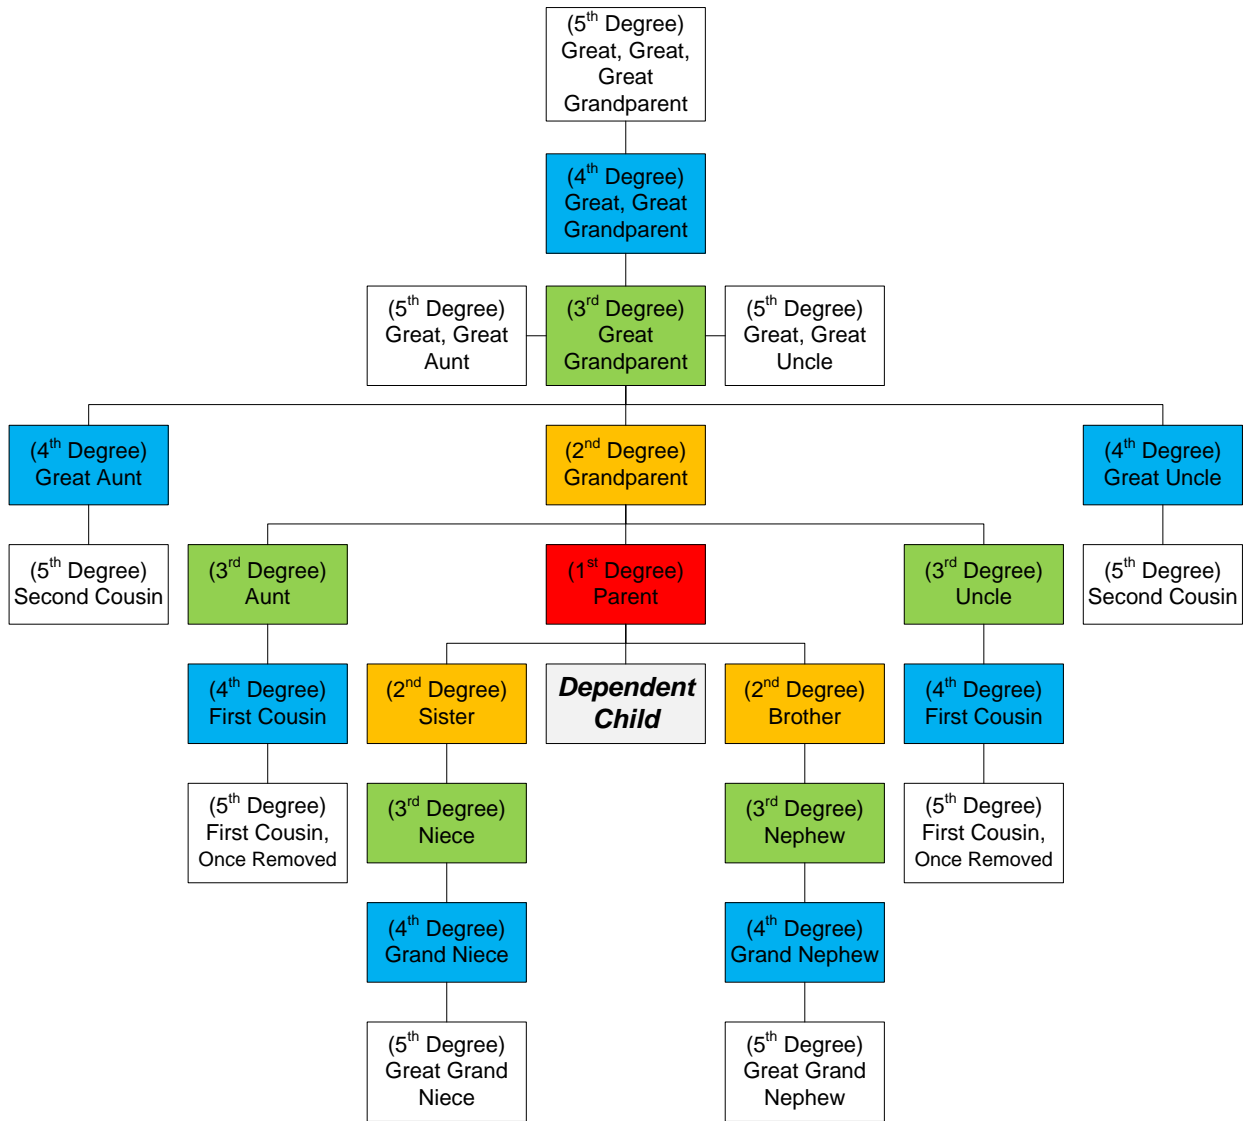 (5th Degree)
Great, Great,
Great
Grandparent
(4th Degree)
Great, Great
Grandparent
(5th Degree)
Great, Great
Aunt
(3rd Degree)
Great
Grandparent
(5th Degree)
Great, Great
Uncle
(4th Degree)
Great Aunt
(2nd Degree)
Grandparent
(4th Degree)
Great Uncle
(5th Degree)
Second Cousin
(3rd Degree)
Aunt
(1st Degree)
Parent
(3rd Degree)
Uncle
(5th Degree)
Second Cousin
(4th Degree)
First Cousin
(2nd Degree)
Sister
Dependent
Child
(2nd Degree)
Brother
(4th Degree)
First Cousin
(5th Degree)
First Cousin,
Once Removed
(3rd Degree)
Niece
(3rd Degree)
Nephew
(5th Degree)
First Cousin,
Once Removed
(4th Degree)
Grand Niece
(4th Degree)
Grand Nephew
(5th Degree)
Great Grand
Niece
(5th Degree)
Great Grand
Nephew